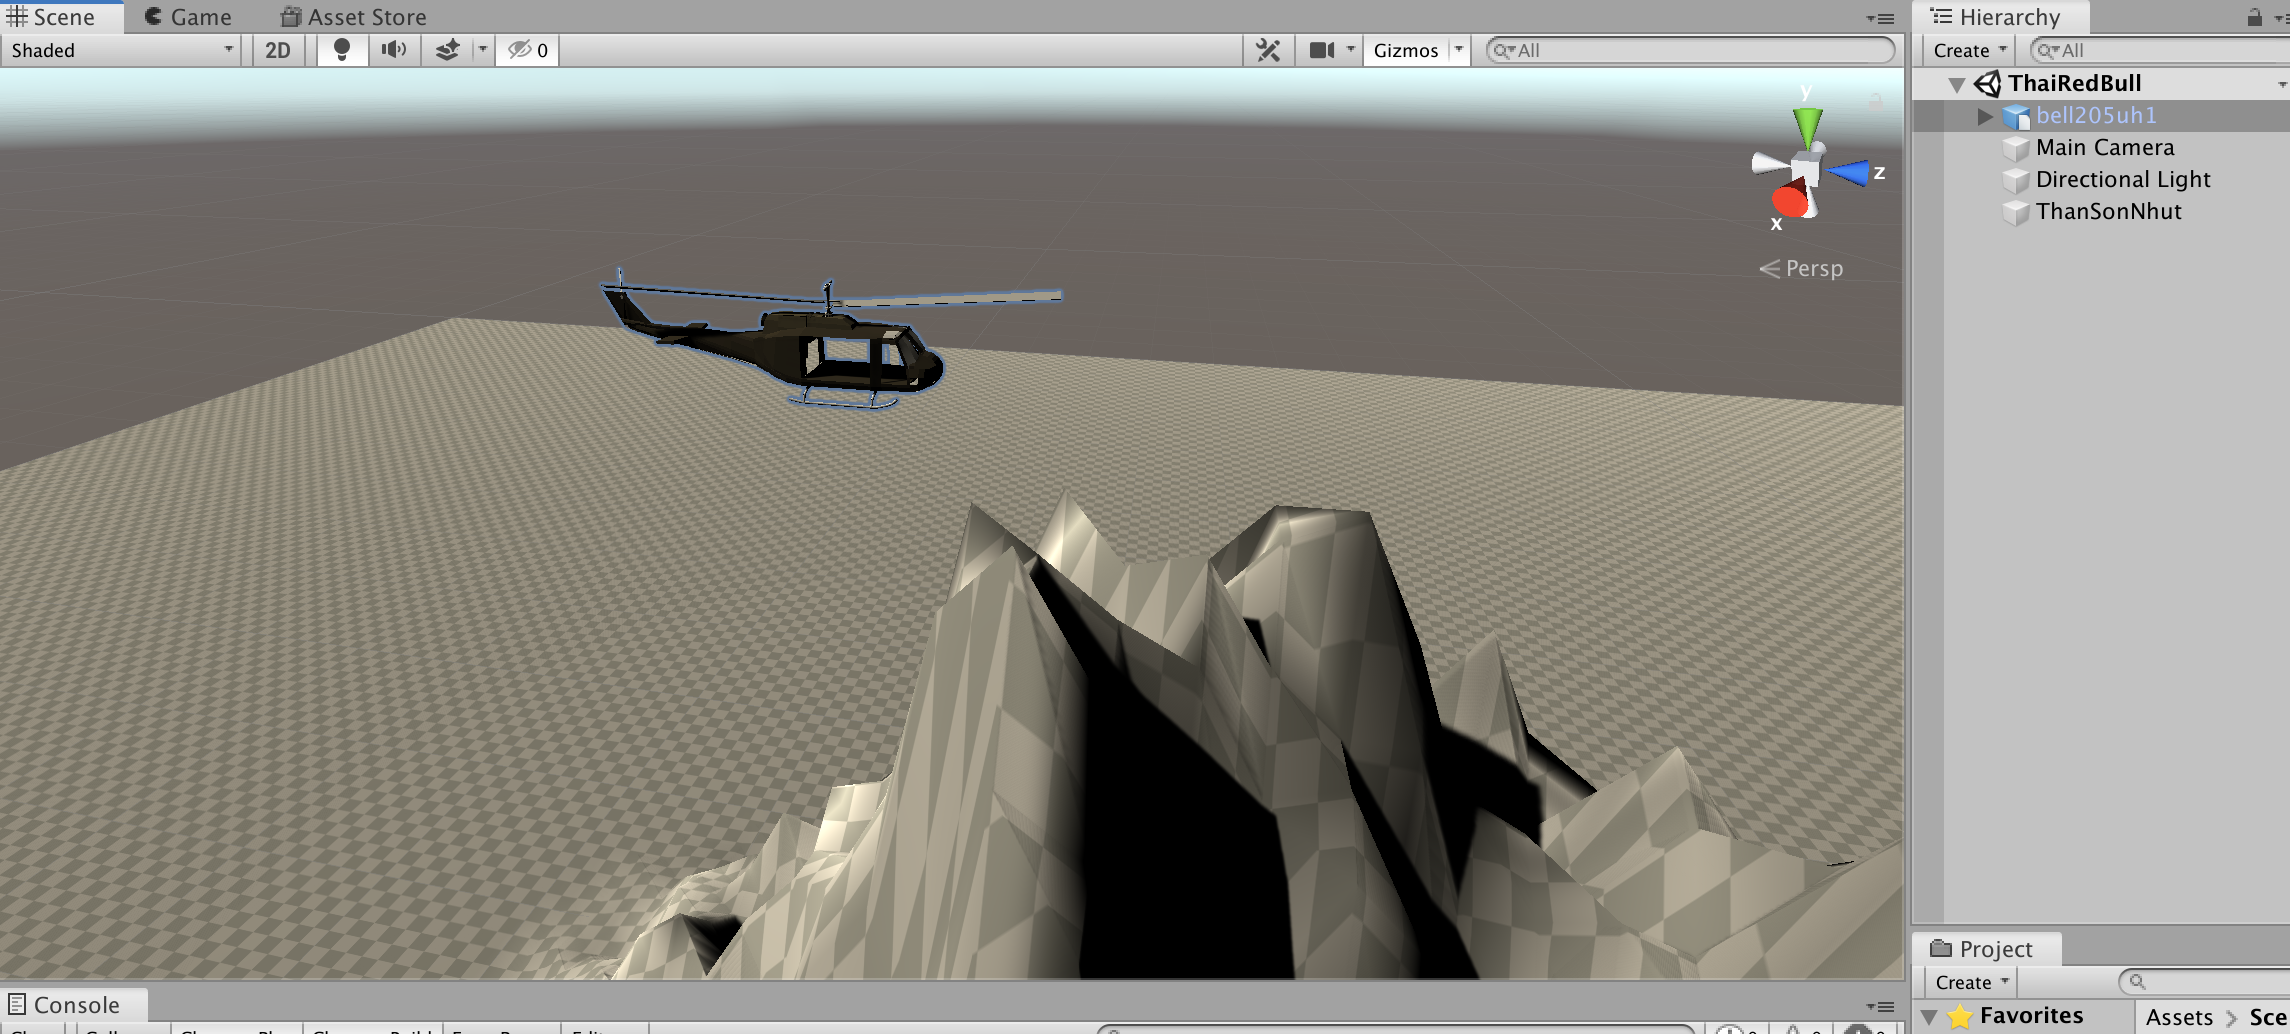 Scene Game Asset Store
Shaded 2D 0 Gizmos All
y
z
x
Persp
Hierarchy
Create All
ThaiRedBull
bell205uh1
Main Camera
Directional Light
ThanSonNhut
Project
Create
Favorites
Assets > Sce
Console